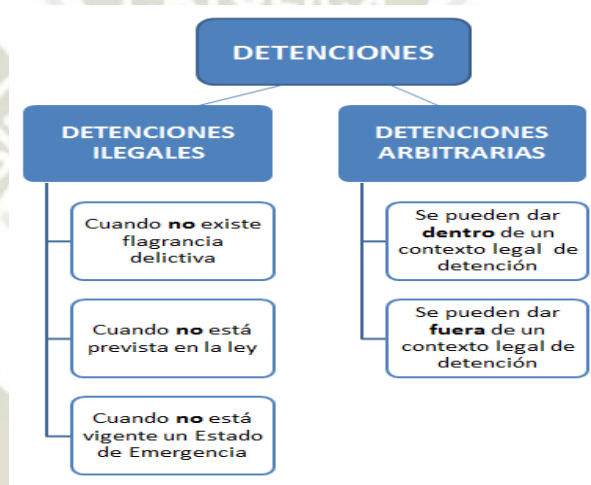 DETENCIONES
DETENCIONES
ILEGALES
Cuando no existe
flagrancia
delictiva
Cuando no está
prevista en la ley
Cuando no está
vigente un Estado
de Emergencia
DETENCIONES
ARBITRARIAS
Se pueden dar
dentro de un
contexto legal de
detención
Se pueden dar
fuera de un
contexto legal de
detención